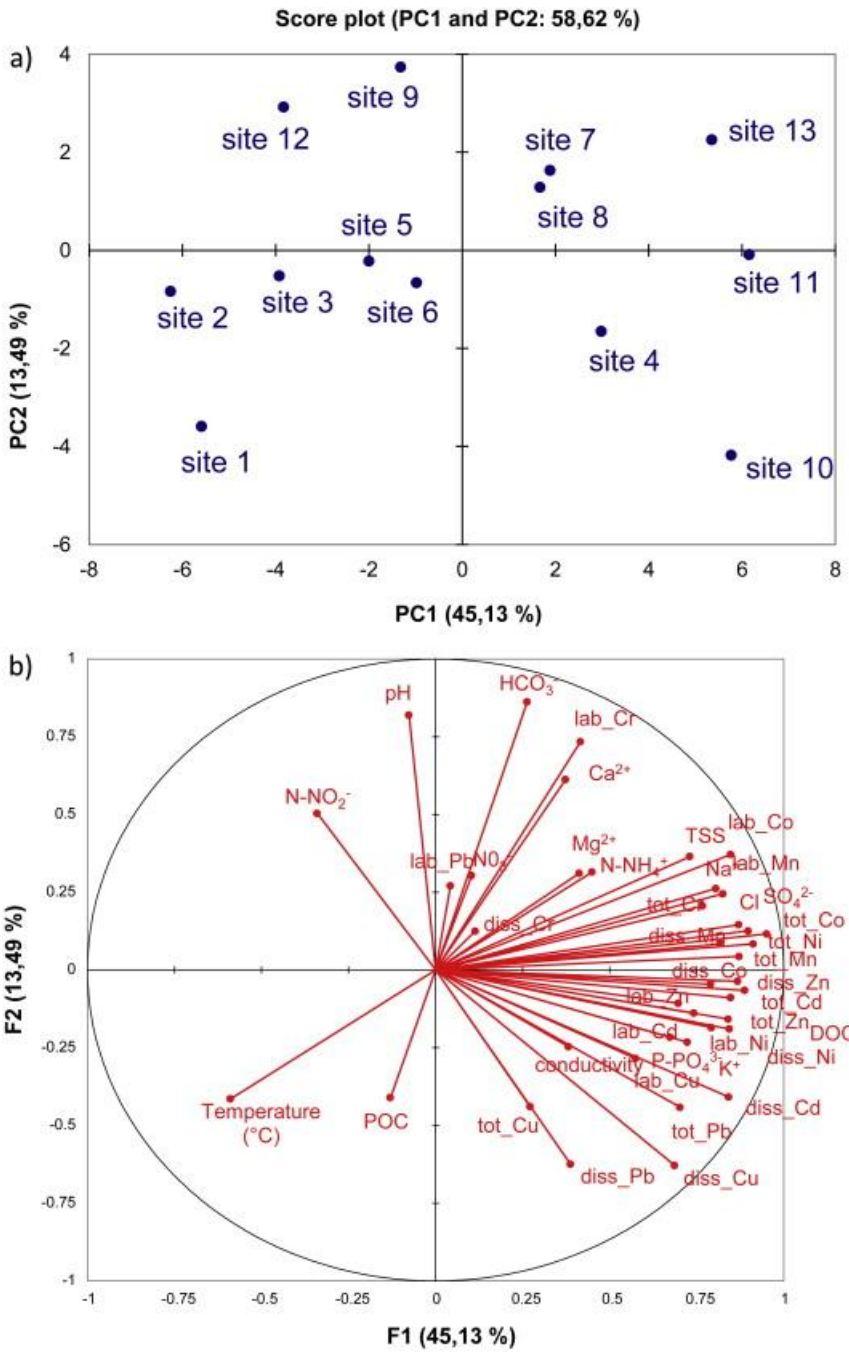 Score plot (PC1 and PC2: 58,62 %)
a)
4
site 9
site 12
site 7
site 13
2
site 8
site 5
0
site 2
site 3
site 6
site 11
-2
site 4
site 1
-4
site 10
-6
-8 -6 -4 -2 0 2 4 6 8
PC2 (13,49 %)
PC1 (45,13 %)
b)
1
pH
HCO₃⁻
lab_Cr
0.75
Ca²⁺
N-NO₂⁻
0.5
lab_Co
TSS
Mg²⁺
lab_Pb
N-NH₄⁺
Na⁺
lab_Mn
0.25
tot_Cr
Cl
SO₄²⁻
diss_Cr
diss_Mn
tot_Co
tot_Ni
tot_Mn
0
diss_Co
diss_Zn
lab_Zn
tot_Cd
tot_Zn
DOC
lab_Cd
lab_Ni
-0.25
conductivity
P-PO₄³⁻
K⁺
diss_Ni
lab_Cu
diss_Cd
Temperature
(°C)
POC
tot_Cu
tot_Pb
-0.5
diss_Pb
diss_Cu
-0.75
-1
-1 -0.75 -0.5 -0.25 0 0.25 0.5 0.75 1
F2 (13,49 %)
F1 (45,13 %)